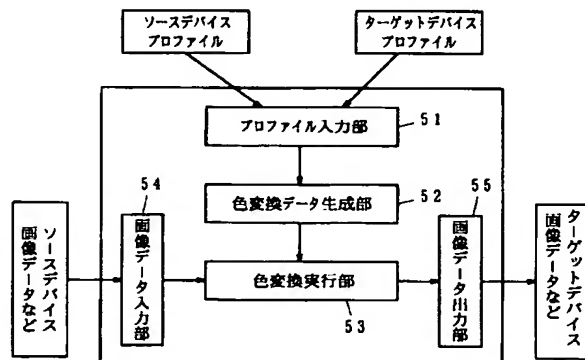 ソースデバイス
プロファイル
ターゲットデバイス
プロファイル
プロファイル入力部
51
色変換データ生成部
52
54
55
ソースデバイス
画像データなど
画像データ入力部
色変換実行部
53
画像データ出力部
ターゲットデバイス
画像データなど